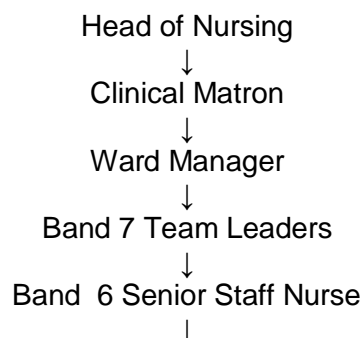 Head of Nursing
↓
Clinical Matron
↓
Ward Manager
↓
Band 7 Team Leaders
↓
Band  6 Senior Staff Nurse